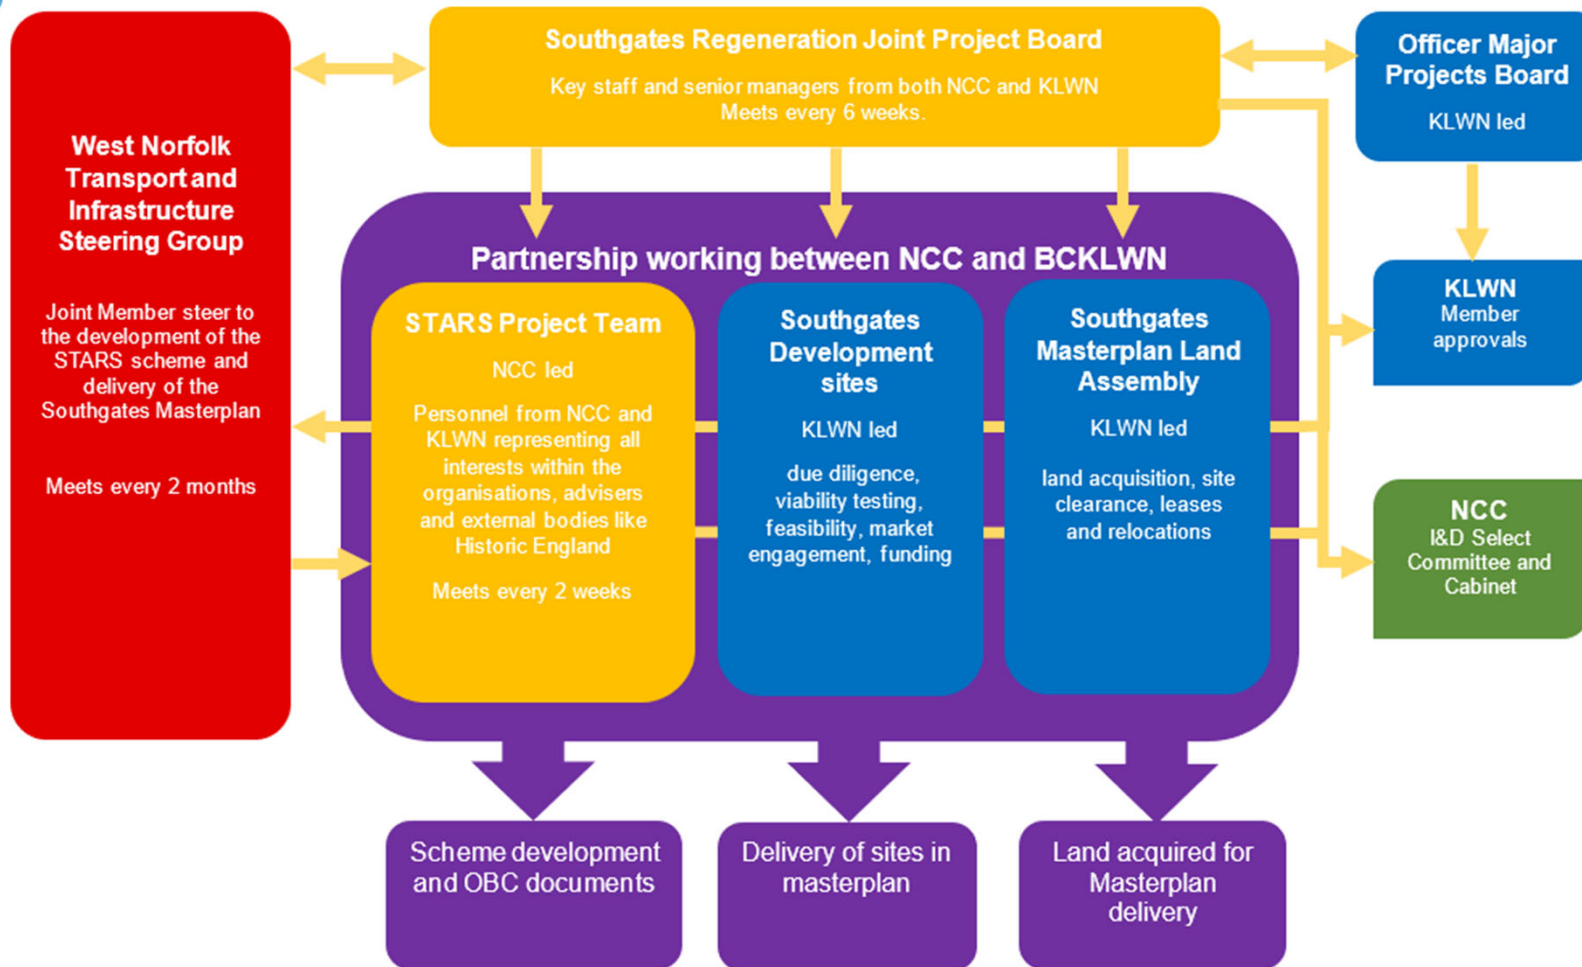 Southgates Regeneration Joint Project Board
Key staff and senior managers from both NCC and KLWN
Meets every 6 weeks.
Officer Major
Projects Board
KLWN led
West Norfolk
Transport and
Infrastructure
Steering Group
Joint Member steer to
the development of the
STARS scheme and
delivery of the
Southgates Masterplan
Meets every 2 months
Partnership working between NCC and BCKLWN
STARS Project Team
NCC led
Personnel from NCC and
KLWN representing all
interests within the
organisations, advisers
and external bodies like
Historic England
Meets every 2 weeks
Southgates
Development
sites
KLWN led
due diligence,
viability testing,
feasibility, market
engagement, funding
Southgates
Masterplan Land
Assembly
KLWN led
land acquisition, site
clearance, leases
and relocations
KLWN
Member
approvals
NCC
I&D Select
Committee and
Cabinet
Scheme development
and OBC documents
Delivery of sites in
masterplan
Land acquired for
Masterplan
delivery